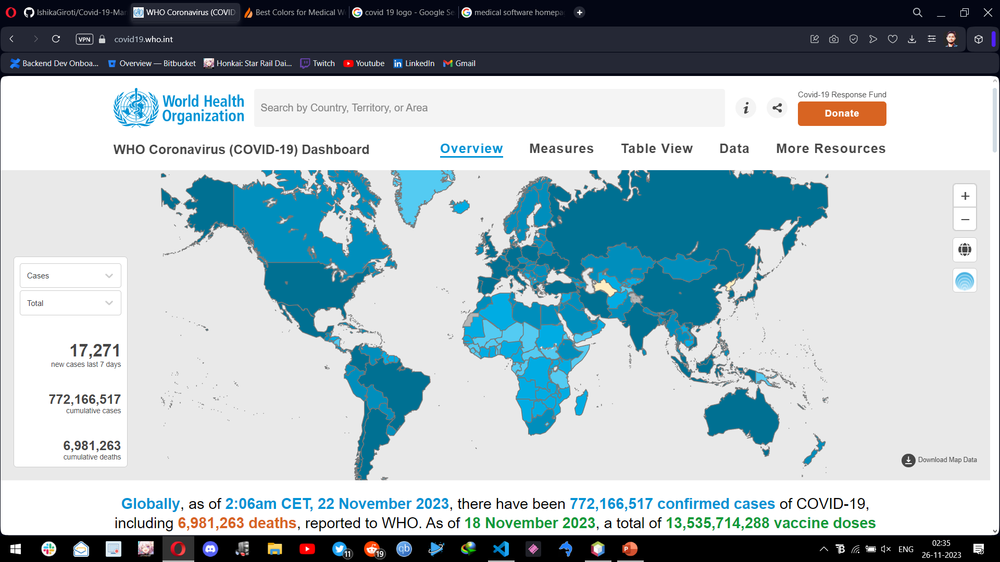 IshikaGiroti/Covid-19-Man
WHO Coronavirus (COVID
Best Colors for Medical W
covid 19 logo - Google Se
medical software homepa
VPN
covid19.who.int
Backend Dev Onboa...
Overview — Bitbucket
Honkai: Star Rail Dai...
Twitch
Youtube
LinkedIn
Gmail
World Health
Organization
Search by Country, Territory, or Area
Covid-19 Response Fund
Donate
WHO Coronavirus (COVID-19) Dashboard
Overview
Measures
Table View
Data
More Resources
Cases
Total
17,271
new cases last 7 days
772,166,517
cumulative cases
6,981,263
cumulative deaths
Download Map Data
Globally, as of 2:06am CET, 22 November 2023, there have been 772,166,517 confirmed cases of COVID-19,
including 6,981,263 deaths, reported to WHO. As of 18 November 2023, a total of 13,535,714,288 vaccine doses
11
19
qb
ENG
02:35
26-11-2023